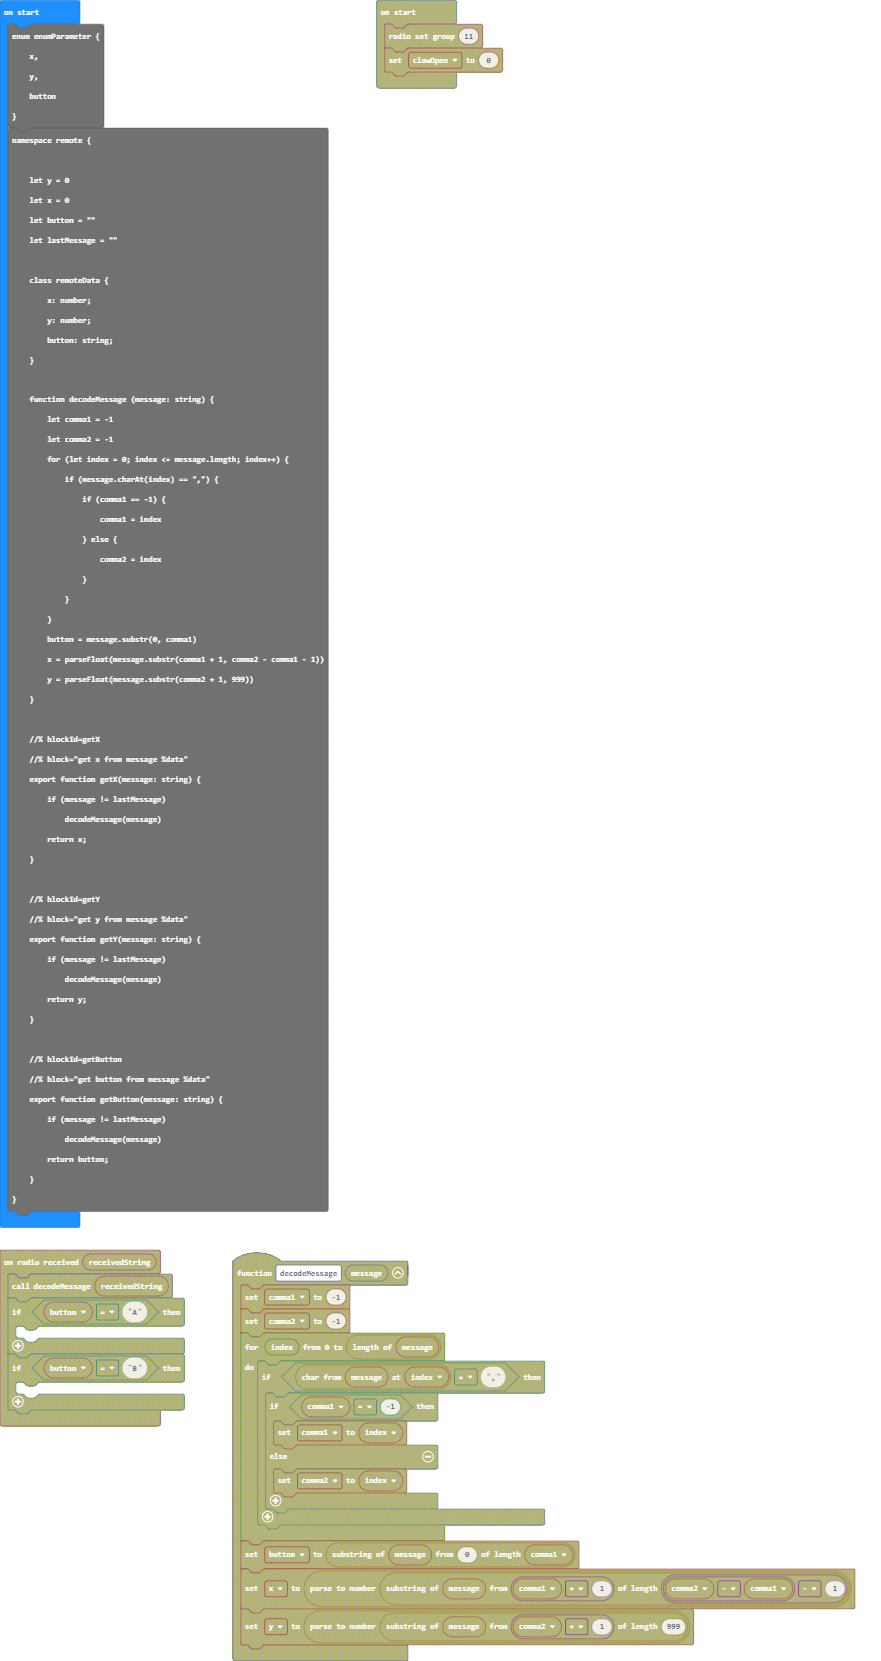 on start
enum enumParameter {
x,
y,
button
}
namespace remote {
let y = 0
let x = 0
let button = ""
let lastMessage = ""
class remoteData {
x: number;
y: number;
button: string;
}
function decodeMessage (message: string) {
let comma1 = -1
let comma2 = -1
for (let index = 0; index <= message.length; index++) {
if (message.charAt(index) == ",") {
if (comma1 == -1) {
comma1 = index
} else {
comma2 = index
}
}
}
button = message.substr(0, comma1)
x = parseFloat(message.substr(comma1 + 1, comma2 - comma1 - 1))
y = parseFloat(message.substr(comma2 + 1, 999))
}
//% blockId=getX
//% block="get x from message %data"
export function getX(message: string) {
if (message != lastMessage)
decodeMessage(message)
return x;
}
//% blockId=getY
//% block="get y from message %data"
export function getY(message: string) {
if (message != lastMessage)
decodeMessage(message)
return y;
}
//% blockId=getButton
//% block="get button from message %data"
export function getButton(message: string) {
if (message != lastMessage)
decodeMessage(message)
return button;
}
}
on start
radio set group 11
set clawOpen to 0
on radio received receivedString
call decodeMessage receivedString
if button = "A" then
if button = "B" then
function decodeMessage message
set comma1 to -1
set comma2 to -1
for index from 0 to length of message
do
if char from message at index = "," then
if comma1 = -1 then
set comma1 to index
else
set comma2 to index
set button to substring of message from 0 of length comma1
set x to parse to number substring of message from comma1 + 1 of length comma2 - comma1 - 1
set y to parse to number substring of message from comma2 + 1 of length 999